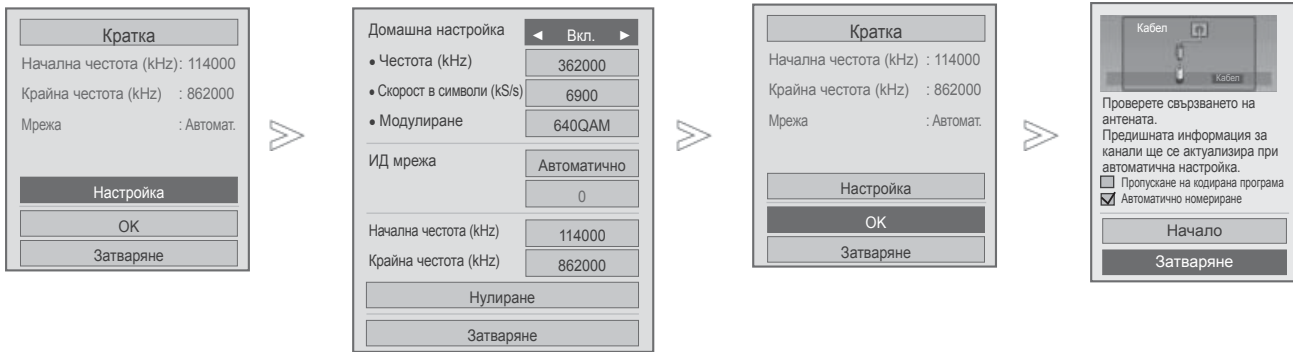 Кратка
Начална честота (kHz): 114000
Крайна честота (kHz) : 862000
Мрежа : Автомат.
Настройка
OK
Затваряне
Домашна настройка ◄ Вкл. ►
• Честота (kHz) 362000
• Скорост в символи (kS/s) 6900
• Модулиране 640QAM
ИД мрежа Автоматично
0
Начална честота (kHz) 114000
Крайна честота (kHz) 862000
Нулиране
Затваряне
Кратка
Начална честота (kHz) : 114000
Крайна честота (kHz) : 862000
Мрежа : Автомат.
Настройка
OK
Затваряне
Кабел
Кабел
Проверете свързването на
антената.
Предишната информация за
канали ще се актуализира при
автоматична настройка.
Пропускане на кодирана програма
Автоматично номериране
Начало
Затваряне